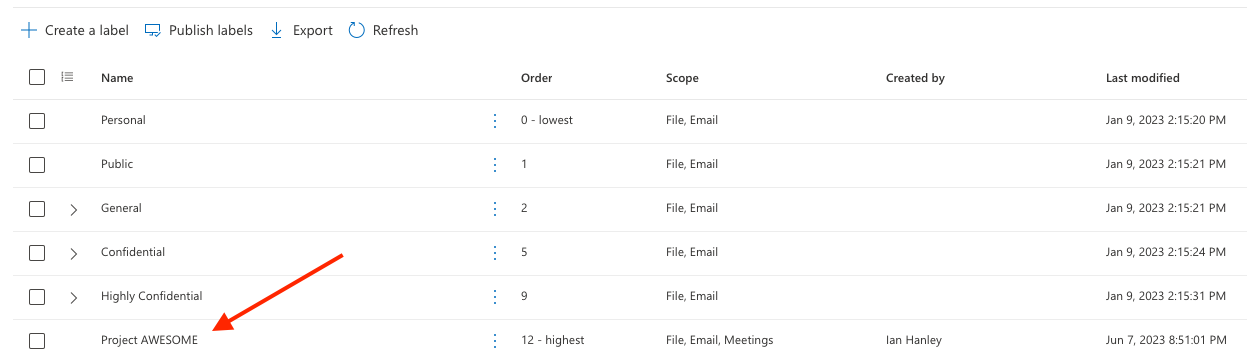 Create a label Publish labels Export Refresh
Name Order Scope Created by Last modified
Personal 0 - lowest File, Email Jan 9, 2023 2:15:20 PM
Public 1 File, Email Jan 9, 2023 2:15:21 PM
General 2 File, Email Jan 9, 2023 2:15:21 PM
Confidential 5 File, Email Jan 9, 2023 2:15:24 PM
Highly Confidential 9 File, Email Jan 9, 2023 2:15:31 PM
Project AWESOME 12 - highest File, Email, Meetings Ian Hanley Jun 7, 2023 8:51:01 PM